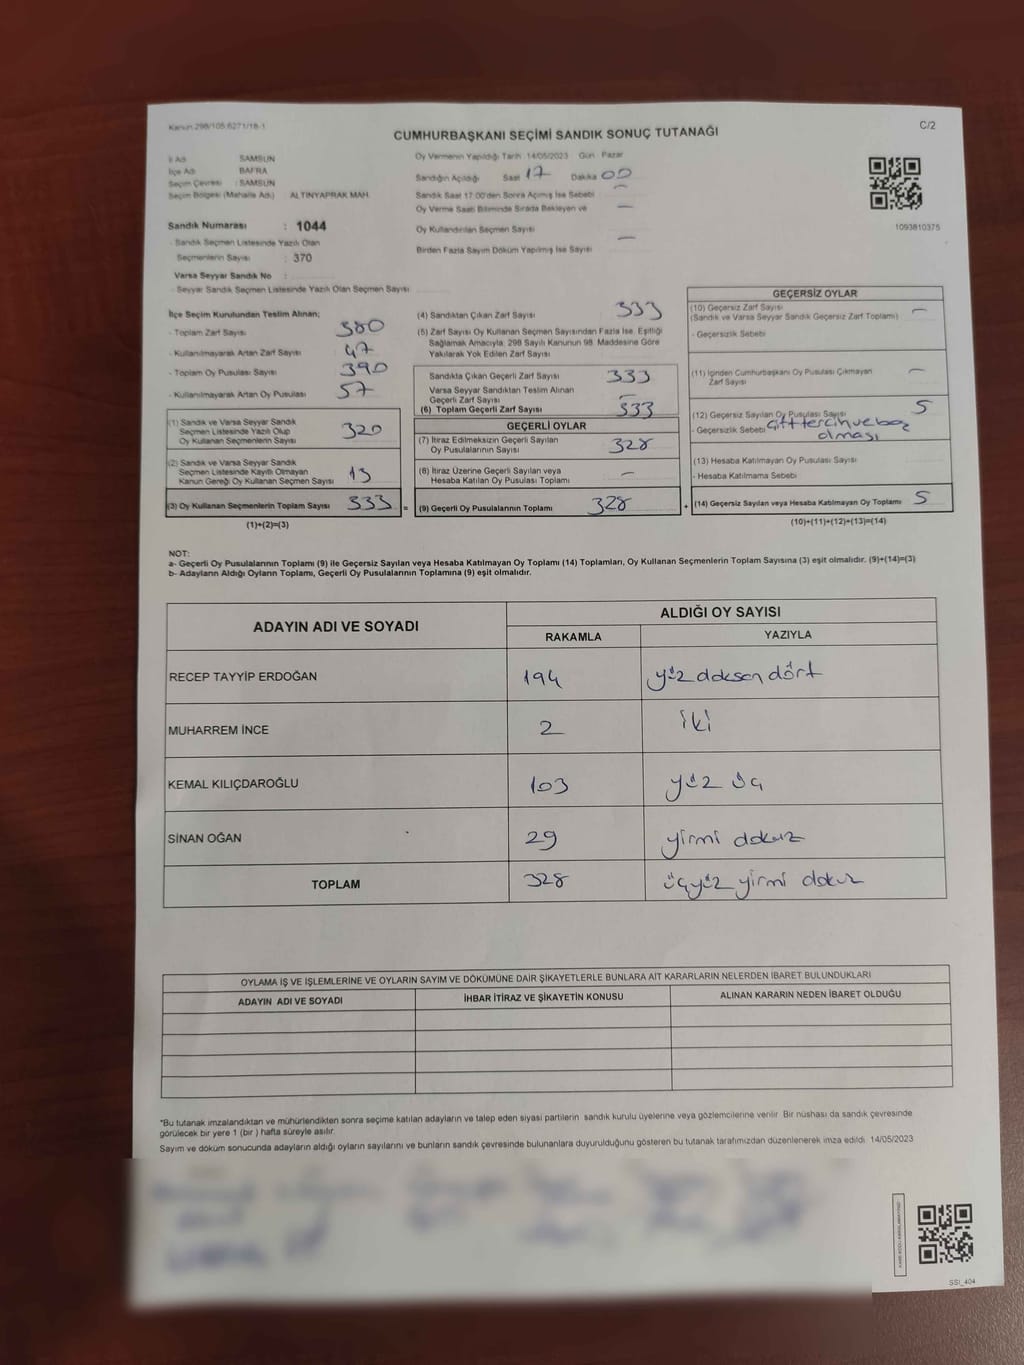 Kanun 298/105.6271/18-1
CUMHURBAŞKANI SEÇİMİ SANDIK SONUÇ TUTANAĞI
C/2
İl Adı SAMSUN
İlçe Adı BAFRA
Seçim Çevresi : SAMSUN
Seçim Bölgesi (Mahalle Adı) ALTINYAPRAK MAH.
Sandık Numarası : 1044
- Sandık Seçmen Listesinde Yazılı Olan
Seçmenlerin Sayısı : 370
Varsa Seyyar Sandık No :
- Seyyar Sandık Seçmen Listesinde Yazılı Olan Seçmen Sayısı
Oy Vermenin Yapıldığı Tarih 14/05/2023 Gün Pazar
Sandığın Açıldığı Saat 17 Dakika 00
Sandık Saat 17.00'den Sonra Açılmış İse Sebebi —
Oy Verme Saati Bitiminde Sırada Bekleyen ve —
Oy Kullandırılan Seçmen Sayısı
Birden Fazla Sayım Döküm Yapılmış İse Sayısı —
1093810375
İlçe Seçim Kurulundan Teslim Alınan;
- Toplam Zarf Sayısı 380
- Kullanılmayarak Artan Zarf Sayısı 47
- Toplam Oy Pusulası Sayısı 390
- Kullanılmayarak Artan Oy Pusulası 57
(1) Sandık ve Varsa Seyyar Sandık
Seçmen Listesinde Yazılı Olup
Oy Kullanan Seçmenlerin Sayısı 320
(2) Sandık ve Varsa Seyyar Sandık
Seçmen Listesinde Kayıtlı Olmayan
Kanun Gereği Oy Kullanan Seçmen Sayısı 13
(3) Oy Kullanan Seçmenlerin Toplam Sayısı 333 =
(1)+(2)=(3)
(4) Sandıktan Çıkan Zarf Sayısı 333
(5) Zarf Sayısı Oy Kullanan Seçmen Sayısından Fazla İse, Eşitliği
Sağlamak Amacıyla, 298 Sayılı Kanunun 98. Maddesine Göre
Yakılarak Yok Edilen Zarf Sayısı
Sandıkta Çıkan Geçerli Zarf Sayısı 333
Varsa Seyyar Sandıktan Teslim Alınan
Geçerli Zarf Sayısı —
(6) Toplam Geçerli Zarf Sayısı 333
GEÇERLİ OYLAR
(7) İtiraz Edilmeksizin Geçerli Sayılan
Oy Pusulalarının Sayısı 328
(8) İtiraz Üzerine Geçerli Sayılan veya
Hesaba Katılan Oy Pusulası Toplamı —
(9) Geçerli Oy Pusulalarının Toplamı 328 +
GEÇERSİZ OYLAR
(10) Geçersiz Zarf Sayısı —
(Sandık ve Varsa Seyyar Sandık Geçersiz Zarf Toplamı)
- Geçersizlik Sebebi
(11) İçinden Cumhurbaşkanı Oy Pusulası Çıkmayan —
Zarf Sayısı
(12) Geçersiz Sayılan Oy Pusulası Sayısı 5
- Geçersizlik Sebebi Çift tercih ve boş
olması
(13) Hesaba Katılmayan Oy Pusulası Sayısı
- Hesaba Katılmama Sebebi
(14) Geçersiz Sayılan veya Hesaba Katılmayan Oy Toplamı 5
(10)+(11)+(12)+(13)=(14)
NOT:
a- Geçerli Oy Pusulalarının Toplamı (9) ile Geçersiz Sayılan veya Hesaba Katılmayan Oy Toplamı (14) Toplamları, Oy Kullanan Seçmenlerin Toplam Sayısına (3) eşit olmalıdır. (9)+(14)=(3)
b- Adayların Aldığı Oyların Toplamı, Geçerli Oy Pusulalarının Toplamına (9) eşit olmalıdır.
ADAYIN ADI VE SOYADI
ALDIĞI OY SAYISI
RAKAMLA YAZIYLA
RECEP TAYYİP ERDOĞAN 194 yüz doksan dört
MUHARREM İNCE 2 iki
KEMAL KILIÇDAROĞLU 103 yüz üç
SİNAN OĞAN 29 yirmi dokuz
TOPLAM 328 üçyüz yirmi dokuz
OYLAMA İŞ VE İŞLEMLERİNE VE OYLARIN SAYIM VE DÖKÜMÜNE DAİR ŞİKAYETLERLE BUNLARA AİT KARARLARIN NELERDEN İBARET BULUNDUKLARI
ADAYIN ADI VE SOYADI İHBAR İTİRAZ VE ŞİKAYETİN KONUSU ALINAN KARARIN NEDEN İBARET OLDUĞU
*Bu tutanak imzalandıktan ve mühürlendikten sonra seçime katılan adayların ve talep eden siyasi partilerin sandık kurulu üyelerine veya gözlemcilerine verilir. Bir nüshası da sandık çevresinde
görülecek bir yere 1 (bir) hafta süreyle asılır.
Sayım ve döküm sonucunda adayların aldığı oyların sayılarını ve bunların sandık çevresinde bulunanlara duyurulduğunu gösteren bu tutanak tarafımızdan düzenlenerek imza edildi. 14/05/2023
SSI_404